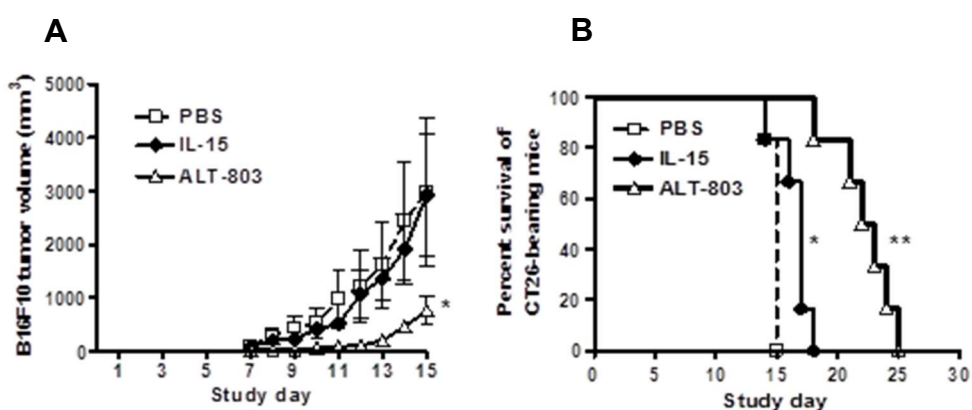 A
B16F10 tumor volume (mm3)
5000
4000
3000
2000
1000
0
PBS
IL-15
ALT-803
*
1 3 5 7 9 11 13 15
Study day
B
Percent survival of
CT26-bearing mice
100
80
60
40
20
0
PBS
IL-15
ALT-803
*
**
0 5 10 15 20 25 30
Study day